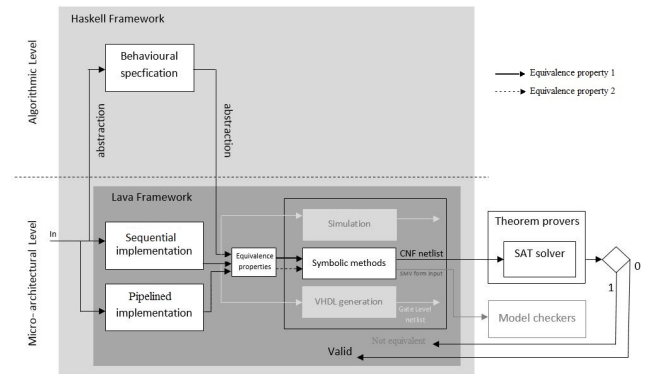 Haskell Framework
Algorithmic Level
Behavioural
specfication
Equivalence property 1
Equivalence property 2
abstraction
abstraction
Lava Framework
Micro- architectural Level
In
Sequential
implementation
Pipelined
implementation
Equivalence
properties
Simulation
Symbolic methods
VHDL generation
CNF netlist
SMV form input
Gate Level
netlist
Theorem provers
SAT solver
Model checkers
0
1
Not equivalent
Valid